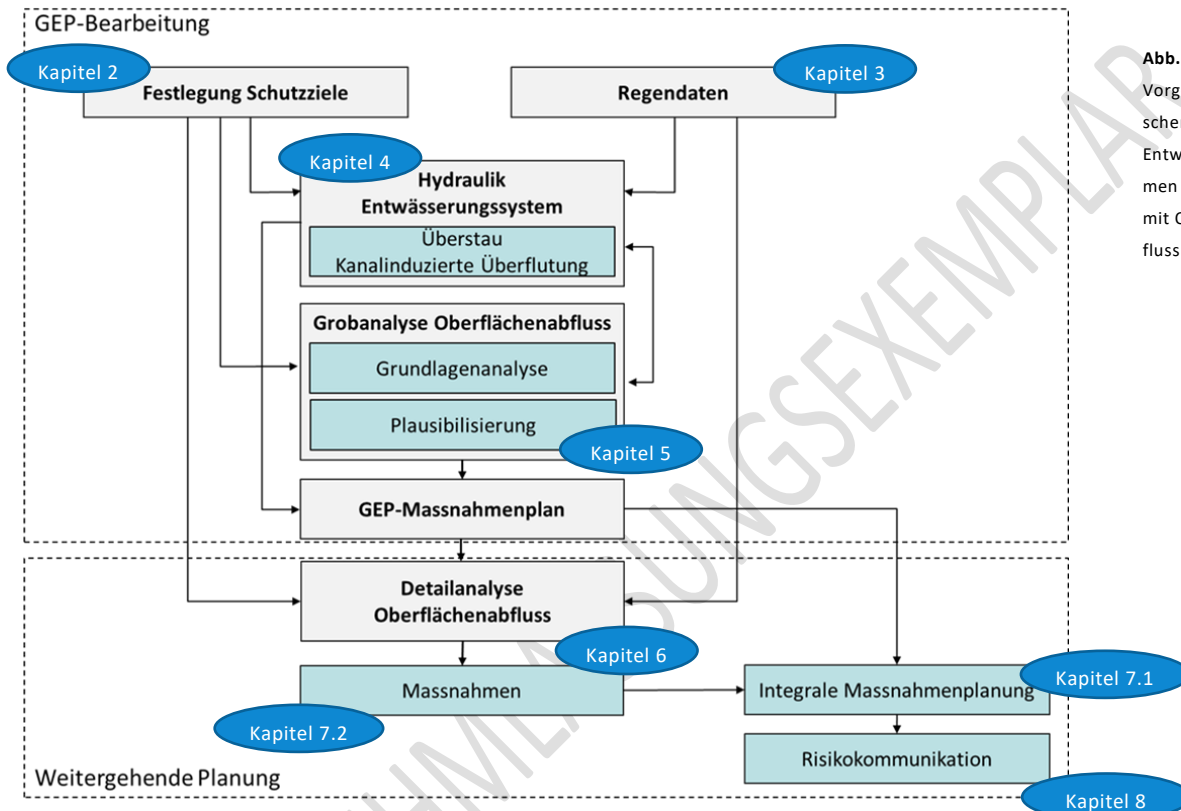 GEP-Bearbeitung
Kapitel 2
Festlegung Schutzziele
Kapitel 3
Regendaten
Kapitel 4
Hydraulik
Entwässerungssystem
Überstau
Kanalinduzierte Überflutung
Grobanalyse Oberflächenabfluss
Grundlagenanalyse
Plausibilisierung
Kapitel 5
GEP-Massnahmenplan
Detailanalyse
Oberflächenabfluss
Kapitel 6
Massnahmen
Kapitel 7.2
Integrale Massnahmenplanung
Kapitel 7.1
Risikokommunikation
Kapitel 8
Weitergehende Planung
Abb.
Vorg
scher
Entw
men
mit O
fluss